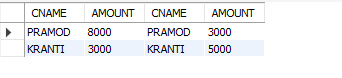 CNAME AMOUNT CNAME AMOUNT
PRAMOD 8000 PRAMOD 3000
KRANTI 3000 KRANTI 5000